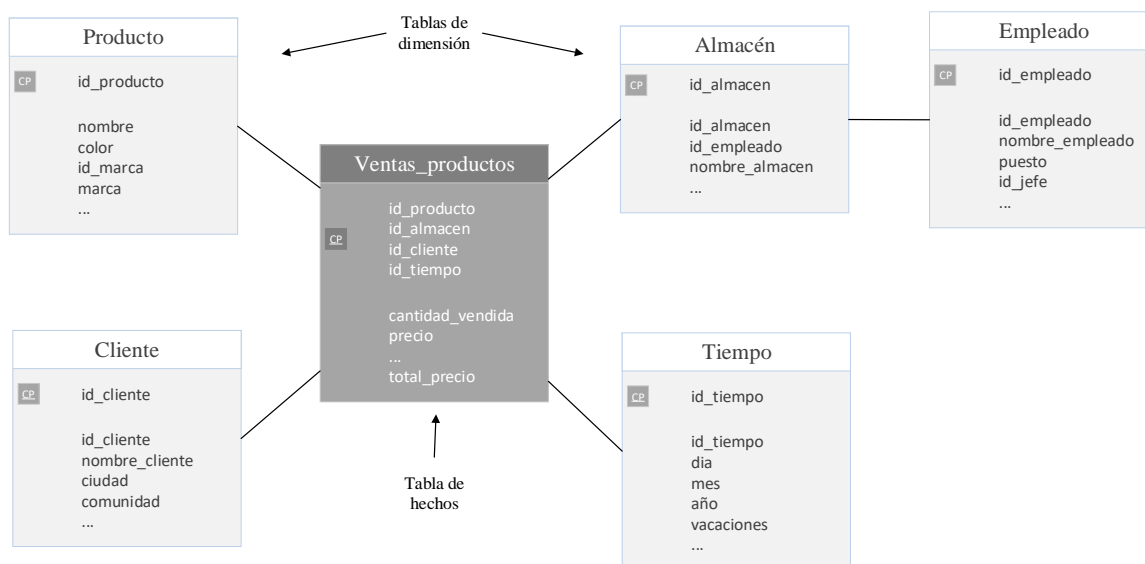 Tablas de
dimensión
Producto
CP
id_producto
nombre
color
id_marca
marca
...
Almacén
CP
id_almacen
id_almacen
id_empleado
nombre_almacen
...
Empleado
CP
id_empleado
id_empleado
nombre_empleado
puesto
id_jefe
...
Ventas_productos
CP
id_producto
id_almacen
id_cliente
id_tiempo
cantidad_vendida
precio
...
total_precio
Cliente
CP
id_cliente
id_cliente
nombre_cliente
ciudad
comunidad
...
Tabla de
hechos
Tiempo
CP
id_tiempo
id_tiempo
dia
mes
año
vacaciones
...